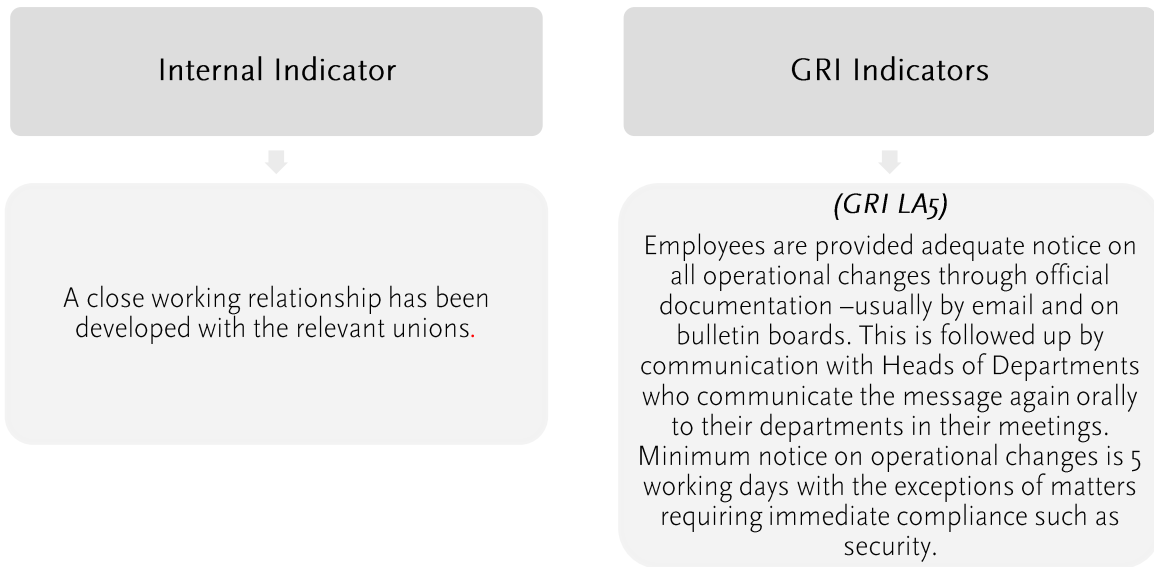 Internal Indicator
A close working relationship has been
developed with the relevant unions.
GRI Indicators
(GRI LA5)
Employees are provided adequate notice on
all operational changes through official
documentation –usually by email and on
bulletin boards. This is followed up by
communication with Heads of Departments
who communicate the message again orally
to their departments in their meetings.
Minimum notice on operational changes is 5
working days with the exceptions of matters
requiring immediate compliance such as
security.